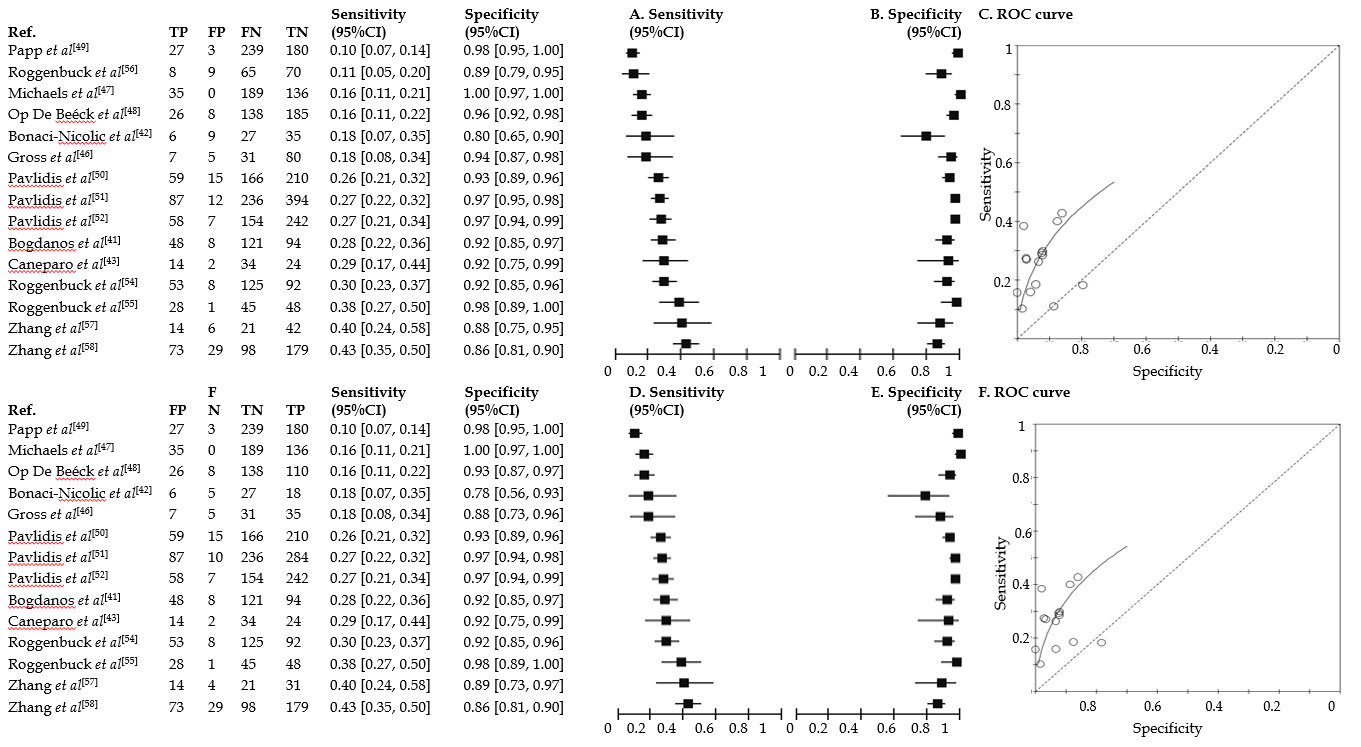 Sensitivity Specificity A. Sensitivity B. Specificity C. ROC curve
Ref. TP FP FN TN (95%CI) (95%CI) (95%CI) (95%CI)
Papp et al[49] 27 3 239 180 0.10 [0.07, 0.14] 0.98 [0.95, 1.00]
Roggenbuck et al[56] 8 9 65 70 0.11 [0.05, 0.20] 0.89 [0.79, 0.95]
Michaels et al[47] 35 0 189 136 0.16 [0.11, 0.21] 1.00 [0.97, 1.00]
Op De Beéck et al[48] 26 8 138 185 0.16 [0.11, 0.22] 0.96 [0.92, 0.98]
Bonaci-Nicolic et al[42] 6 9 27 35 0.18 [0.07, 0.35] 0.80 [0.65, 0.90]
Gross et al[46] 7 5 31 80 0.18 [0.08, 0.34] 0.94 [0.87, 0.98]
Pavlidis et al[50] 59 15 166 210 0.26 [0.21, 0.32] 0.93 [0.89, 0.96]
Pavlidis et al[51] 87 12 236 394 0.27 [0.22, 0.32] 0.97 [0.95, 0.98]
Pavlidis et al[52] 58 7 154 242 0.27 [0.21, 0.34] 0.97 [0.94, 0.99]
Bogdanos et al[41] 48 8 121 94 0.28 [0.22, 0.36] 0.92 [0.85, 0.97]
Caneparo et al[43] 14 2 34 24 0.29 [0.17, 0.44] 0.92 [0.75, 0.99]
Roggenbuck et al[54] 53 8 125 92 0.30 [0.23, 0.37] 0.92 [0.85, 0.96]
Roggenbuck et al[55] 28 1 45 48 0.38 [0.27, 0.50] 0.98 [0.89, 1.00]
Zhang et al[57] 14 6 21 42 0.40 [0.24, 0.58] 0.88 [0.75, 0.95]
Zhang et al[58] 73 29 98 179 0.43 [0.35, 0.50] 0.86 [0.81, 0.90]
0 0.2 0.4 0.6 0.8 1 0 0.2 0.4 0.6 0.8 1
1
0.8
0.6
0.4
0.2
Sensitivity
0.8 0.6 0.4 0.2 0
Specificity
F Sensitivity Specificity D. Sensitivity E. Specificity F. ROC curve
Ref. FP N TN TP (95%CI) (95%CI) (95%CI) (95%CI)
Papp et al[49] 27 3 239 180 0.10 [0.07, 0.14] 0.98 [0.95, 1.00]
Michaels et al[47] 35 0 189 136 0.16 [0.11, 0.21] 1.00 [0.97, 1.00]
Op De Beéck et al[48] 26 8 138 110 0.16 [0.11, 0.22] 0.93 [0.87, 0.97]
Bonaci-Nicolic et al[42] 6 5 27 18 0.18 [0.07, 0.35] 0.78 [0.56, 0.93]
Gross et al[46] 7 5 31 35 0.18 [0.08, 0.34] 0.88 [0.73, 0.96]
Pavlidis et al[50] 59 15 166 210 0.26 [0.21, 0.32] 0.93 [0.89, 0.96]
Pavlidis et al[51] 87 10 236 284 0.27 [0.22, 0.32] 0.97 [0.94, 0.98]
Pavlidis et al[52] 58 7 154 242 0.27 [0.21, 0.34] 0.97 [0.94, 0.99]
Bogdanos et al[41] 48 8 121 94 0.28 [0.22, 0.36] 0.92 [0.85, 0.97]
Caneparo et al[43] 14 2 34 24 0.29 [0.17, 0.44] 0.92 [0.75, 0.99]
Roggenbuck et al[54] 53 8 125 92 0.30 [0.23, 0.37] 0.92 [0.85, 0.96]
Roggenbuck et al[55] 28 1 45 48 0.38 [0.27, 0.50] 0.98 [0.89, 1.00]
Zhang et al[57] 14 4 21 31 0.40 [0.24, 0.58] 0.89 [0.73, 0.97]
Zhang et al[58] 73 29 98 179 0.43 [0.35, 0.50] 0.86 [0.81, 0.90]
0 0.2 0.4 0.6 0.8 1 0 0.2 0.4 0.6 0.8 1
1
0.8
0.6
0.4
0.2
Sensitivity
0.8 0.6 0.4 0.2 0
Specificity